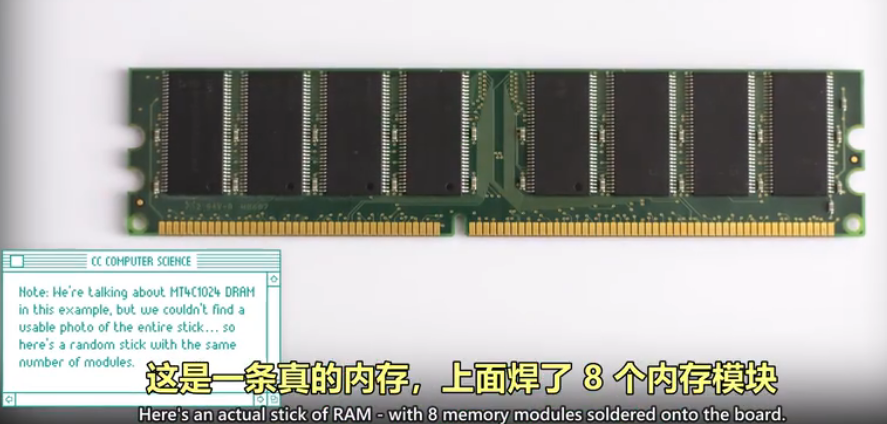 CC COMPUTER SCIENCE
Note: We're talking about MT4C1024 DRAM
in this example, but we couldn't find a
usable photo of the entire stick... so
here's a random stick with the same
number of modules.
这是一条真的内存，上面焊了 8 个内存模块
Here's an actual stick of RAM - with 8 memory modules soldered onto the board.